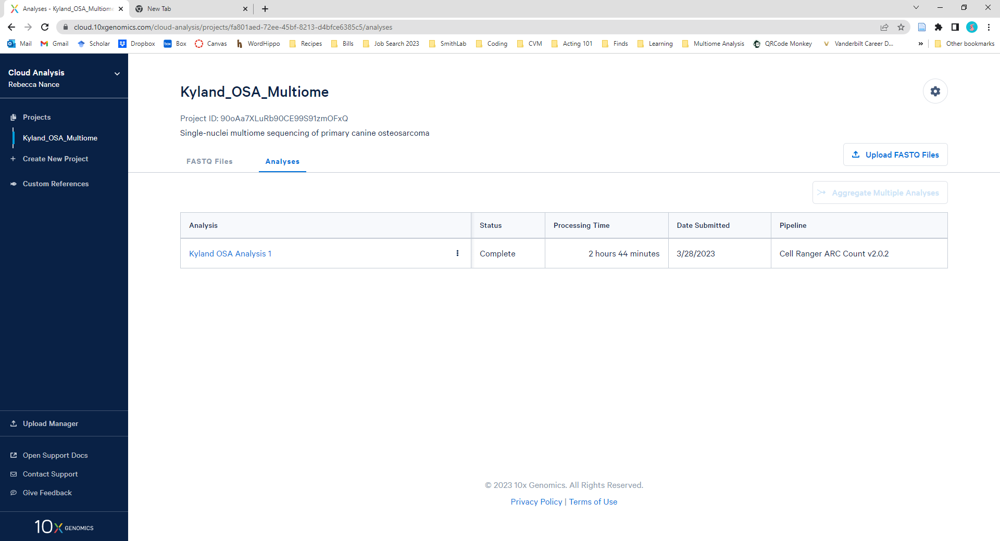 Analyses - Kyland_OSA_Multiome
New Tab
cloud.10xgenomics.com/cloud-analysis/projects/fa801aed-72ee-45bf-8213-d4bfce6385c5/analyses
Mail Gmail Scholar Dropbox Box Canvas WordHippo Recipes Bills Job Search 2023 SmithLab Coding CVM Acting 101 Finds Learning Multiome Analysis QRCode Monkey Vanderbilt Career D... » Other bookmarks
Cloud Analysis
Rebecca Nance
Projects
Kyland_OSA_Multiome
Create New Project
Custom References
Upload Manager
Open Support Docs
Contact Support
Give Feedback
10x GENOMICS
Kyland_OSA_Multiome
Project ID: 90oAa7XLuRb90CE99S91zmOFxQ
Single-nuclei multiome sequencing of primary canine osteosarcoma
FASTQ Files Analyses
Upload FASTQ Files
Aggregate Multiple Analyses
Analysis Status Processing Time Date Submitted Pipeline
Kyland OSA Analysis 1 Complete 2 hours 44 minutes 3/28/2023 Cell Ranger ARC Count v2.0.2
© 2023 10x Genomics. All Rights Reserved.
Privacy Policy | Terms of Use